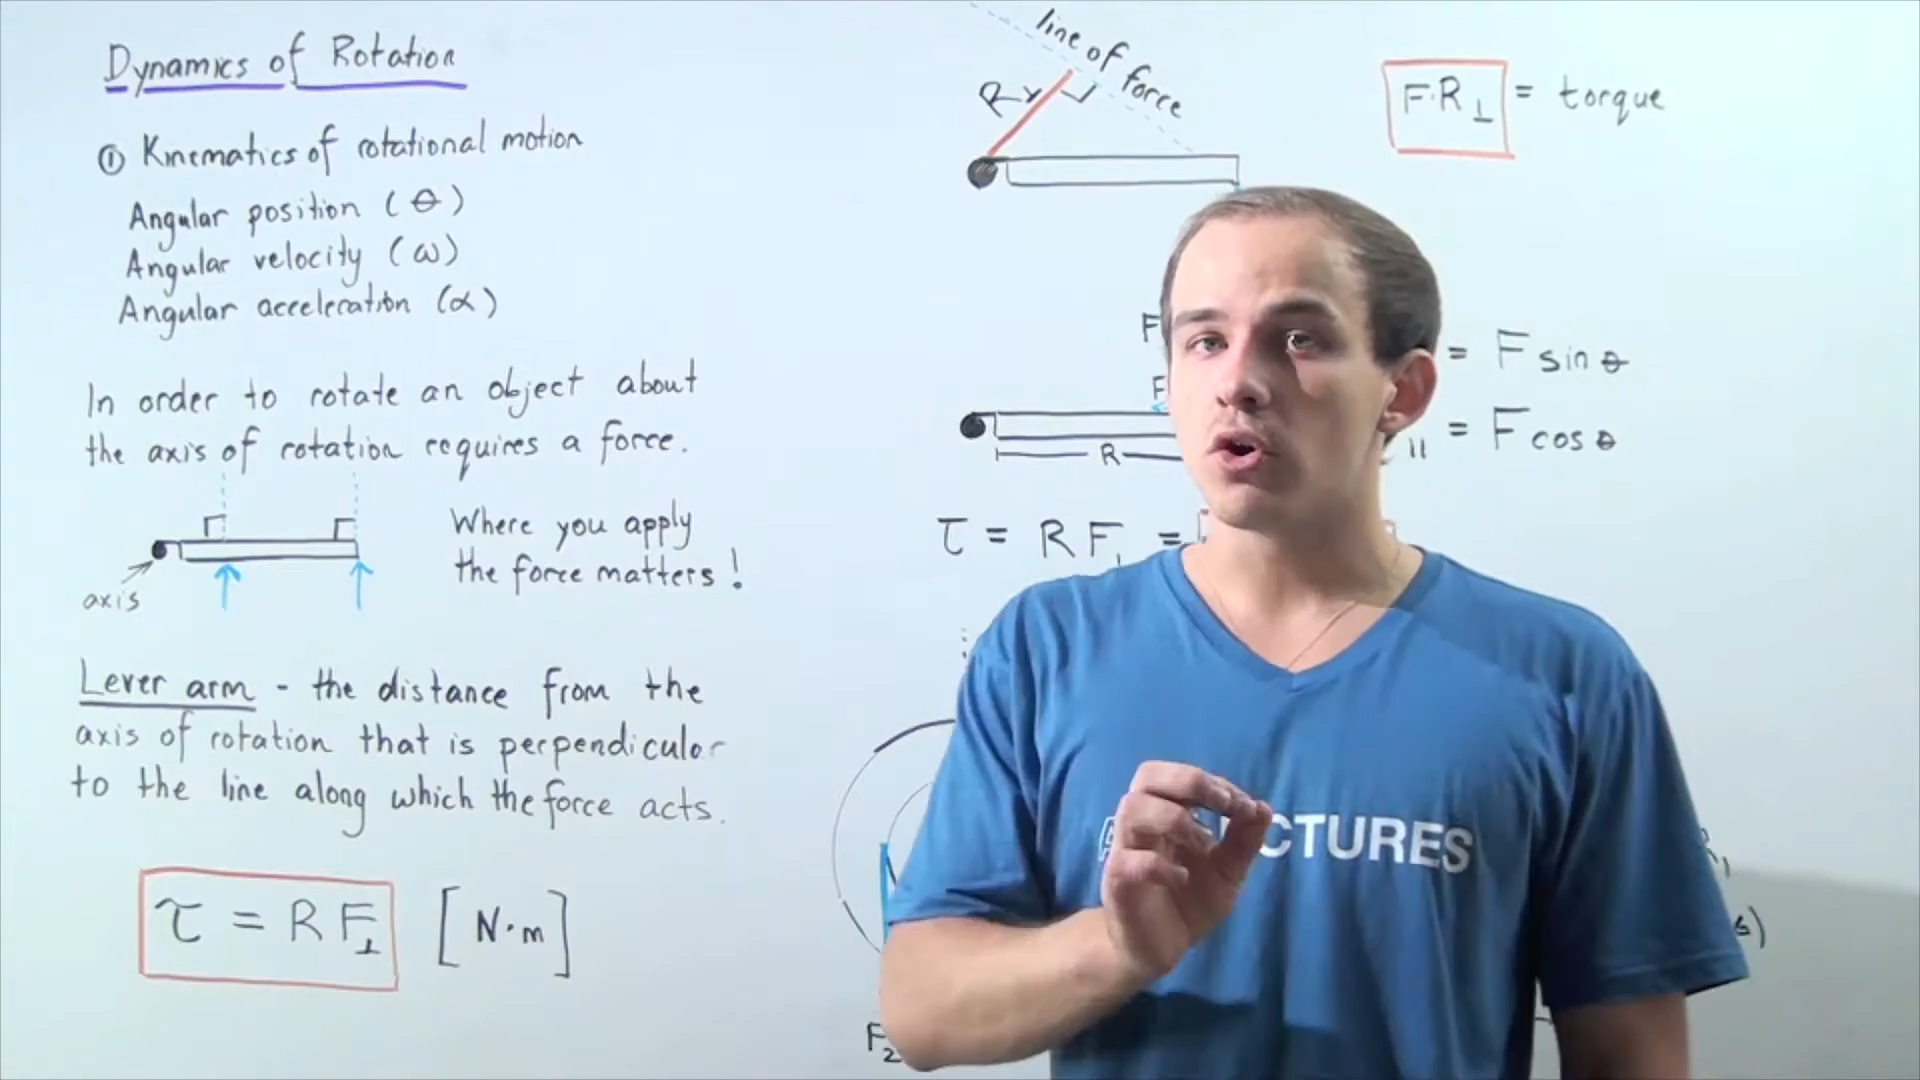 Dynamics of Rotation
① Kinematics of rotational motion
Angular position (θ)
Angular velocity (ω)
Angular acceleration (α)
In order to rotate an object about
the axis of rotation requires a force.
axis
Where you apply
the force matters!
Lever arm - the distance from the
axis of rotation that is perpendicular
to the line along which the force acts.
τ = R F⊥ [N·m]
line of force
R
F·R⊥ = torque
F
F
= F sin θ
|| = F cos θ
R
τ = R F⊥ =
CTURES
F2